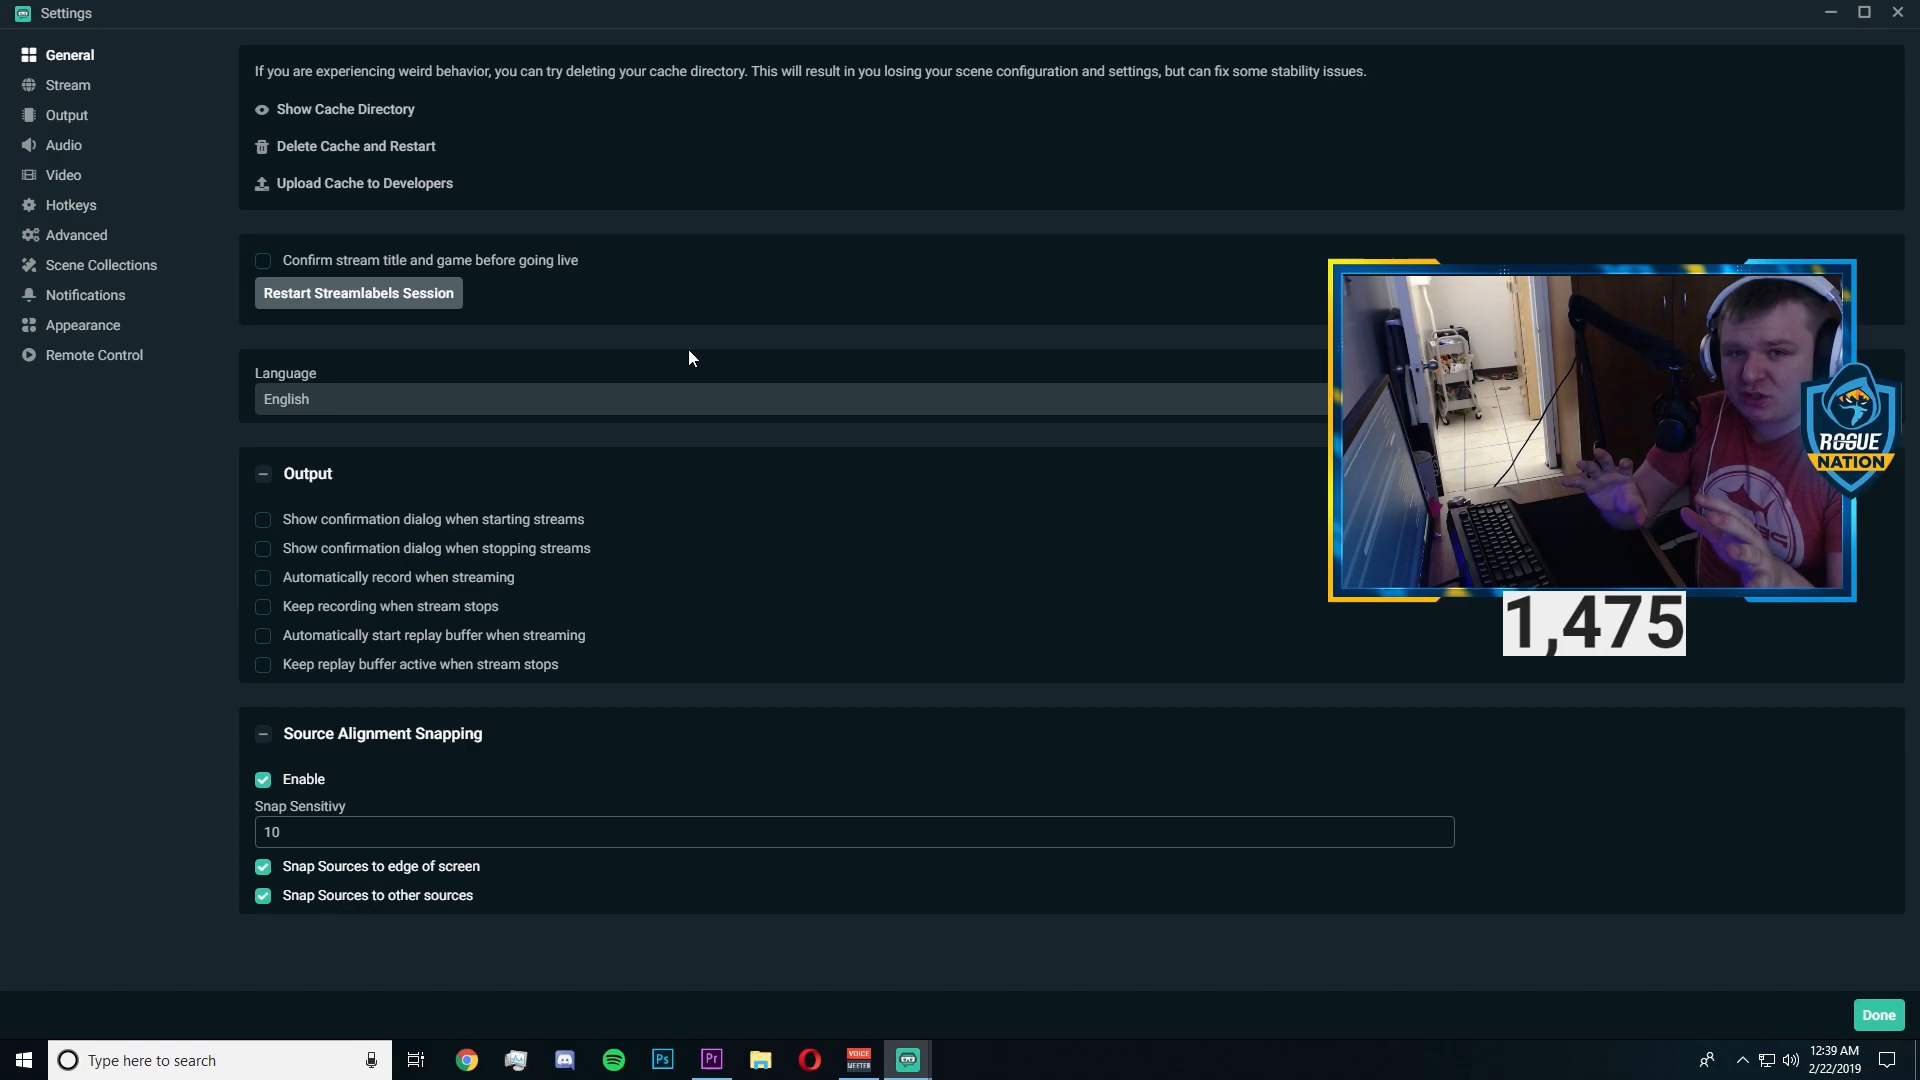 Settings
General
Stream
Output
Audio
Video
Hotkeys
Advanced
Scene Collections
Notifications
Appearance
Remote Control
If you are experiencing weird behavior, you can try deleting your cache directory. This will result in you losing your scene configuration and settings, but can fix some stability issues.
Show Cache Directory
Delete Cache and Restart
Upload Cache to Developers
Confirm stream title and game before going live
Restart Streamlabels Session
Language
English
Output
Show confirmation dialog when starting streams
Show confirmation dialog when stopping streams
Automatically record when streaming
Keep recording when stream stops
Automatically start replay buffer when streaming
Keep replay buffer active when stream stops
ROGUE
NATION
1,475
Source Alignment Snapping
Enable
Snap Sensitivy
10
Snap Sources to edge of screen
Snap Sources to other sources
Done
Type here to search
Ps
Pr
VOICE
MEETER
12:39 AM
2/22/2019